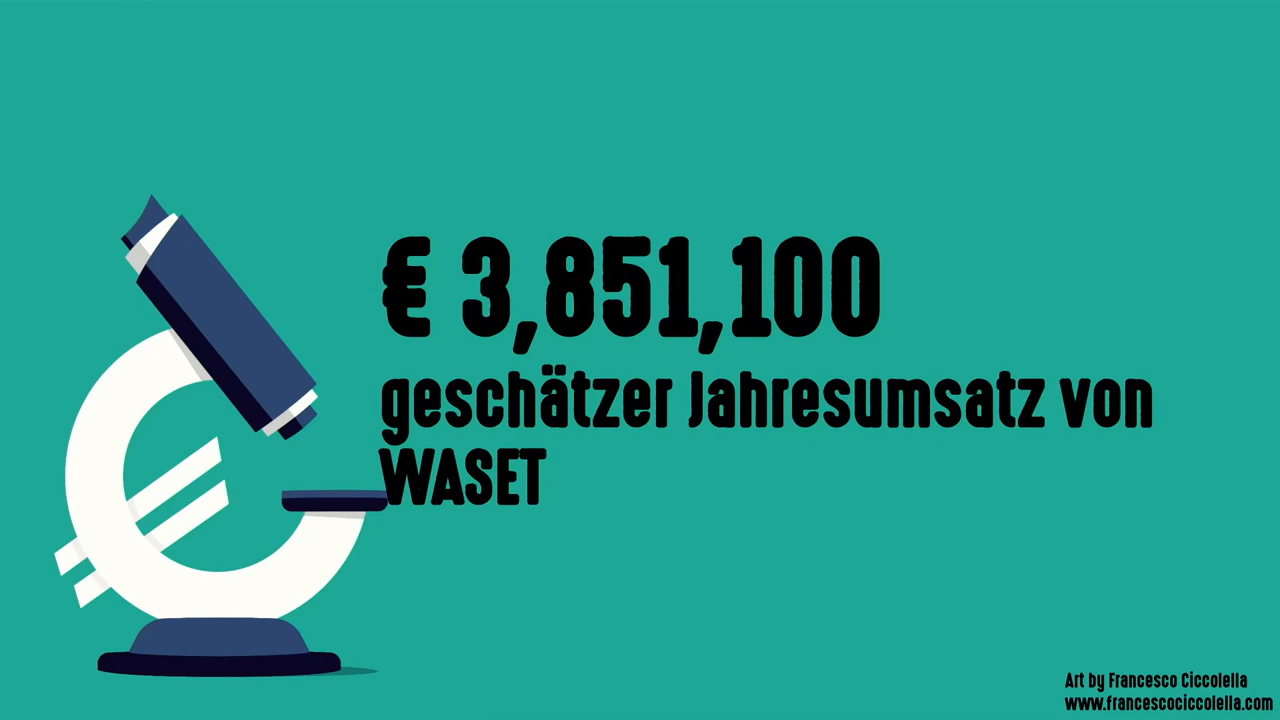 € 3,851,100
geschätzer Jahresumsatz von
WASET
Art by Francesco Ciccolella
www.francescociccolella.com